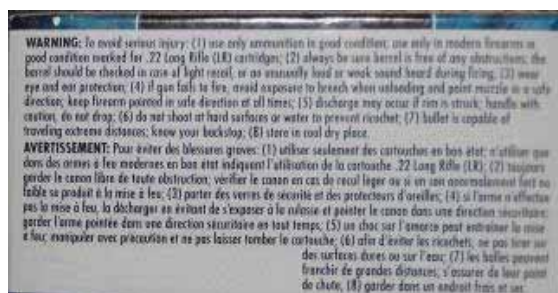 WARNING: To avoid serious injury: (1) use only ammunition in good condition; use only in modern firearms in
good condition marked for .22 Long Rifle (LR) cartridges; (2) always be sure barrel is free of any obstructions; the
barrel should be checked in case of light recoil, or an unusually loud or weak sound heard during firing; (3) wear
eye and ear protection; (4) if gun fails to fire, avoid exposure to breech when unloading and point muzzle in a safe
direction; keep firearm pointed in safe direction at all times; (5) discharge may occur if rim is struck; handle with
caution, do not drop; (6) do not shoot at hard surfaces or water to prevent ricochet; (7) bullet is capable of
traveling extreme distances; know your backstop; (8) store in cool dry place.
AVERTISSEMENT: Pour éviter des blessures graves: (1) utiliser seulement des cartouches en bon état; n'utiliser que
dans des armes à feu modernes en bon état indiquant l'utilisation de la cartouche .22 Long Rifle (LR); (2) toujours
garder le canon libre de toute obstruction; vérifier le canon en cas de recul léger ou si un son anormalement fort ou
faible se produit à la mise à feu; (3) porter des verres de sécurité et des protecteurs d'oreilles; (4) si l'arme n'effectue
pas la mise à feu, la décharger en évitant de s'exposer à la culasse et pointer le canon dans une direction sécuritaire;
garder l'arme pointée dans une direction sécuritaire en tout temps; (5) un choc sur l'amorce peut entraîner la mise
à feu; manipuler avec précaution et ne pas laisser tomber la cartouche; (6) afin d'éviter les ricochets, ne pas tirer sur
des surfaces dures ou sur l'eau; (7) les balles peuvent
franchir de grandes distances; s'assurer de leur point
de chute, (8) garder dans un endroit frais et sec.